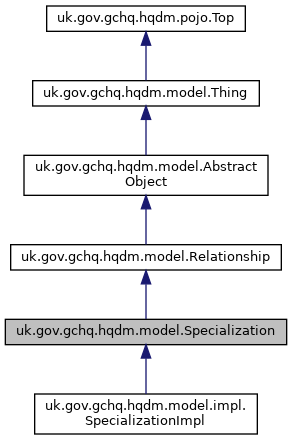 uk.gov.gchq.hqdm.pojo.Top
uk.gov.gchq.hqdm.model.Thing
uk.gov.gchq.hqdm.model.Abstract
Object
uk.gov.gchq.hqdm.model.Relationship
uk.gov.gchq.hqdm.model.Specialization
uk.gov.gchq.hqdm.model.impl.
SpecializationImpl